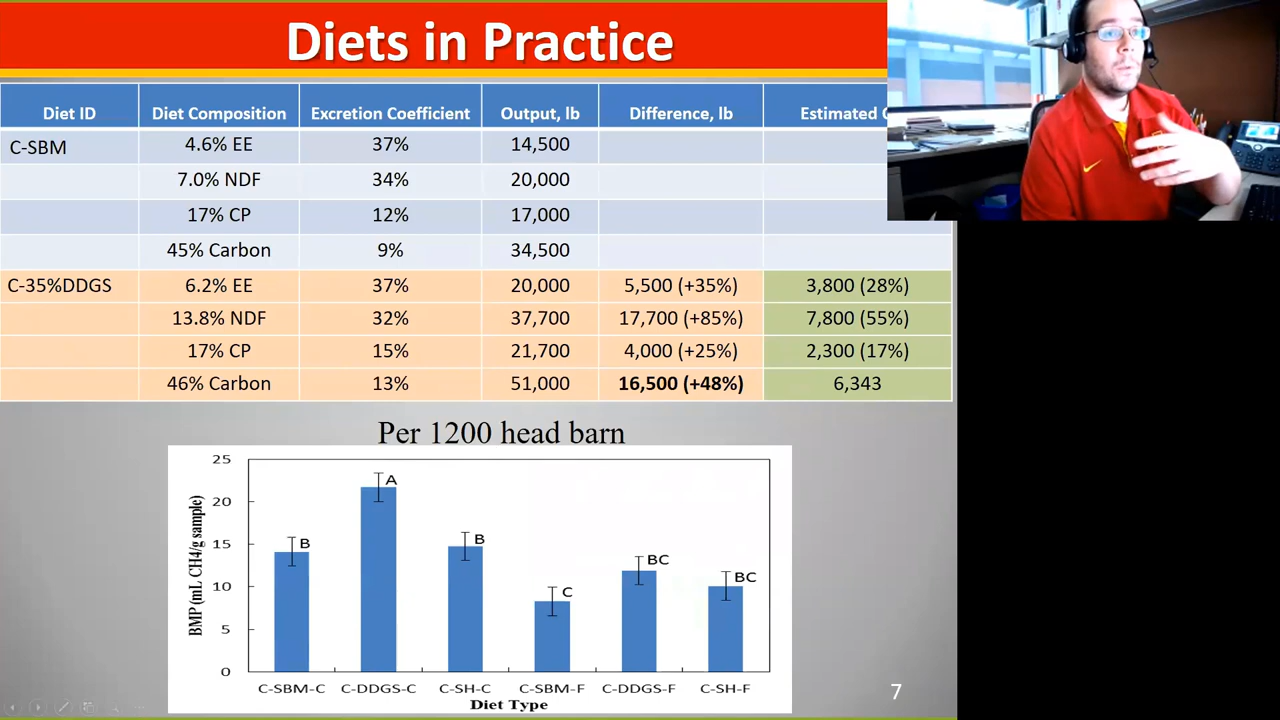 Diets in Practice
Diet ID Diet Composition Excretion Coefficient Output, lb Difference, lb Estimated
C-SBM 4.6% EE 37% 14,500
7.0% NDF 34% 20,000
17% CP 12% 17,000
45% Carbon 9% 34,500
C-35%DDGS 6.2% EE 37% 20,000 5,500 (+35%) 3,800 (28%)
13.8% NDF 32% 37,700 17,700 (+85%) 7,800 (55%)
17% CP 15% 21,700 4,000 (+25%) 2,300 (17%)
46% Carbon 13% 51,000 16,500 (+48%) 6,343
Per 1200 head barn
25
20
15
10
5
0
BMP (mL CH4/g sample)
B
A
B
C
BC
BC
C-SBM-C C-DDGS-C C-SH-C C-SBM-F C-DDGS-F C-SH-F
Diet Type
7